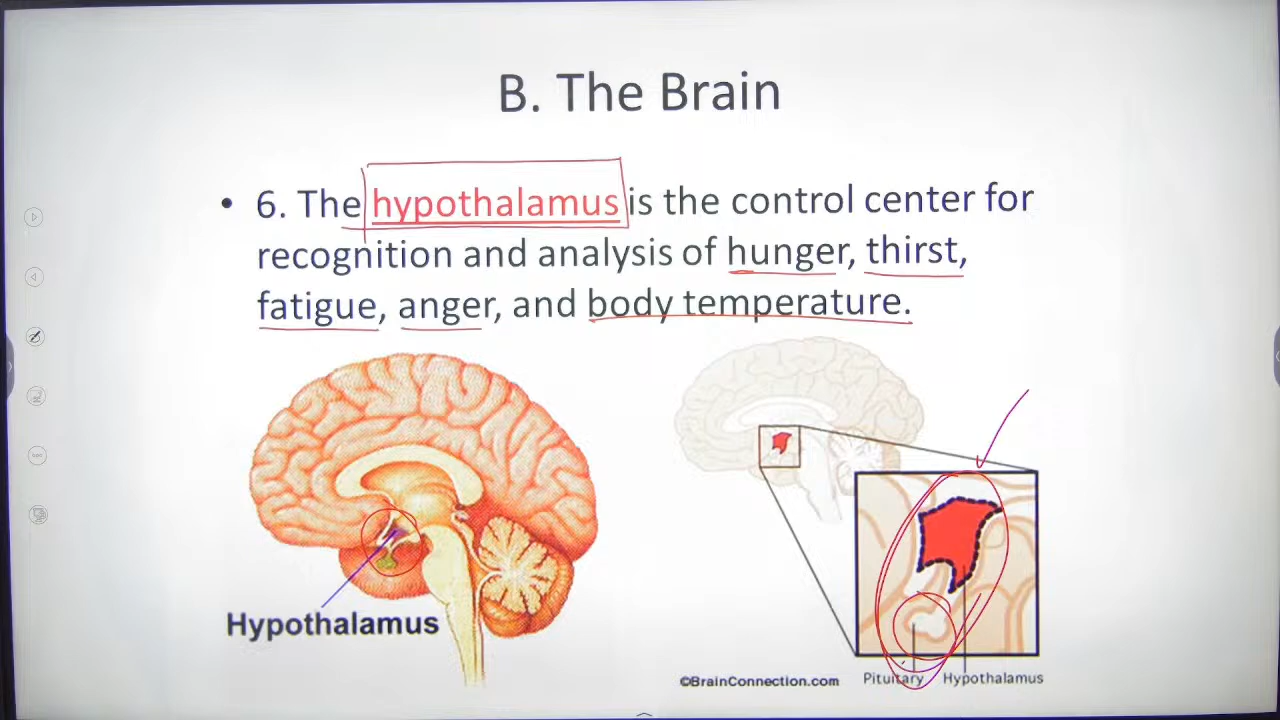 B. The Brain
• 6. The hypothalamus is the control center for
recognition and analysis of hunger, thirst,
fatigue, anger, and body temperature.
Hypothalamus
©BrainConnection.com
Pituitary
Hypothalamus